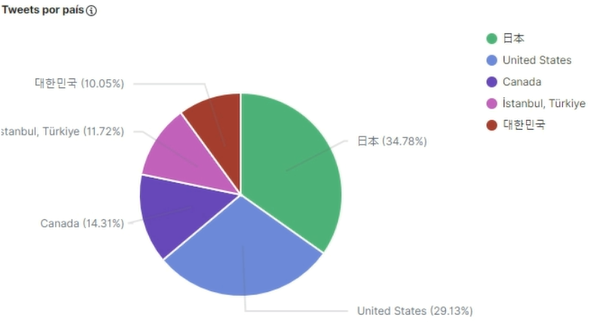 Tweets por país
日本
United States
Canada
İstanbul, Türkiye
대한민국
대한민국 (10.05%)
stanbul, Türkiye (11.72%)
日本 (34.78%)
Canada (14.31%)
United States (29.13%)